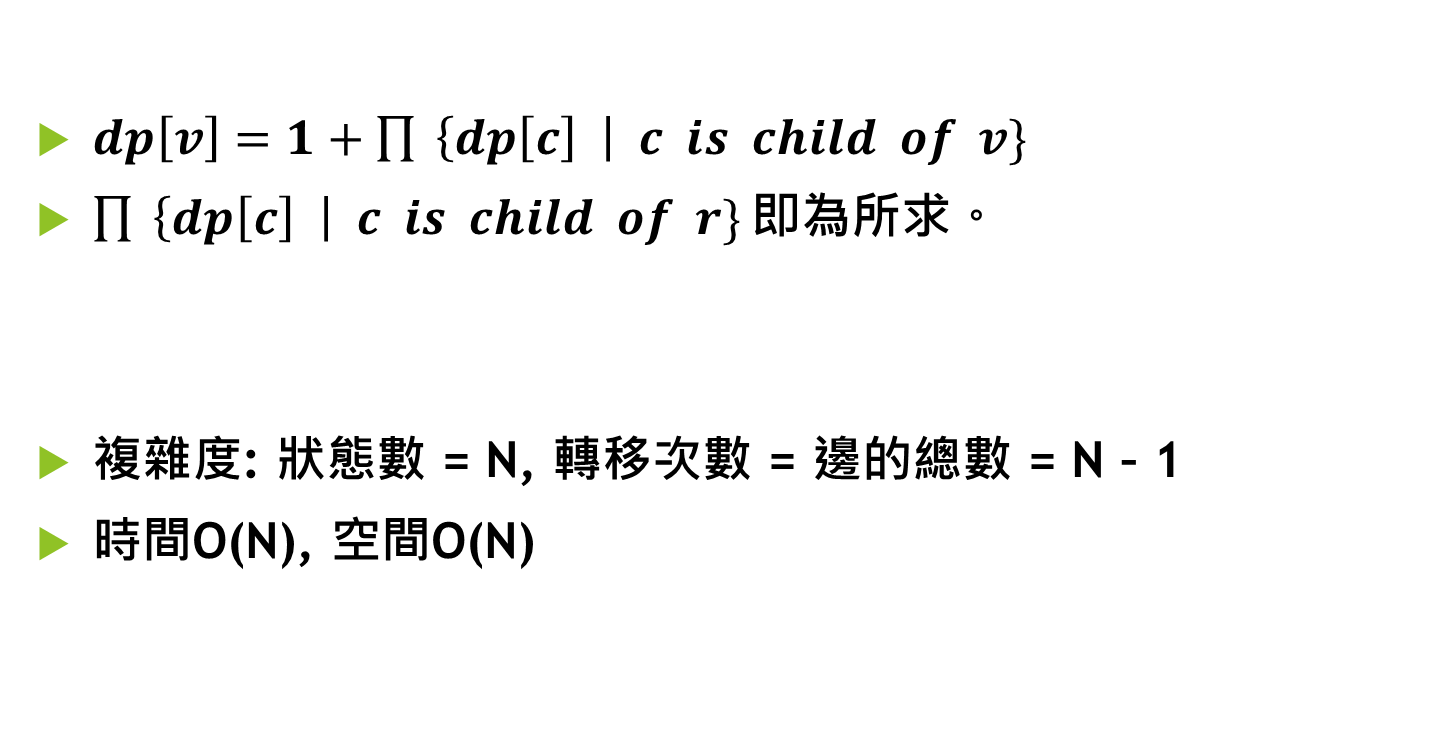 dp[v] = 1 + ∏ {dp[c] | c is child of v}
∏ {dp[c] | c is child of r} 即為所求。
複雜度: 狀態數 = N, 轉移次數 = 邊的總數 = N - 1
時間O(N), 空間O(N)